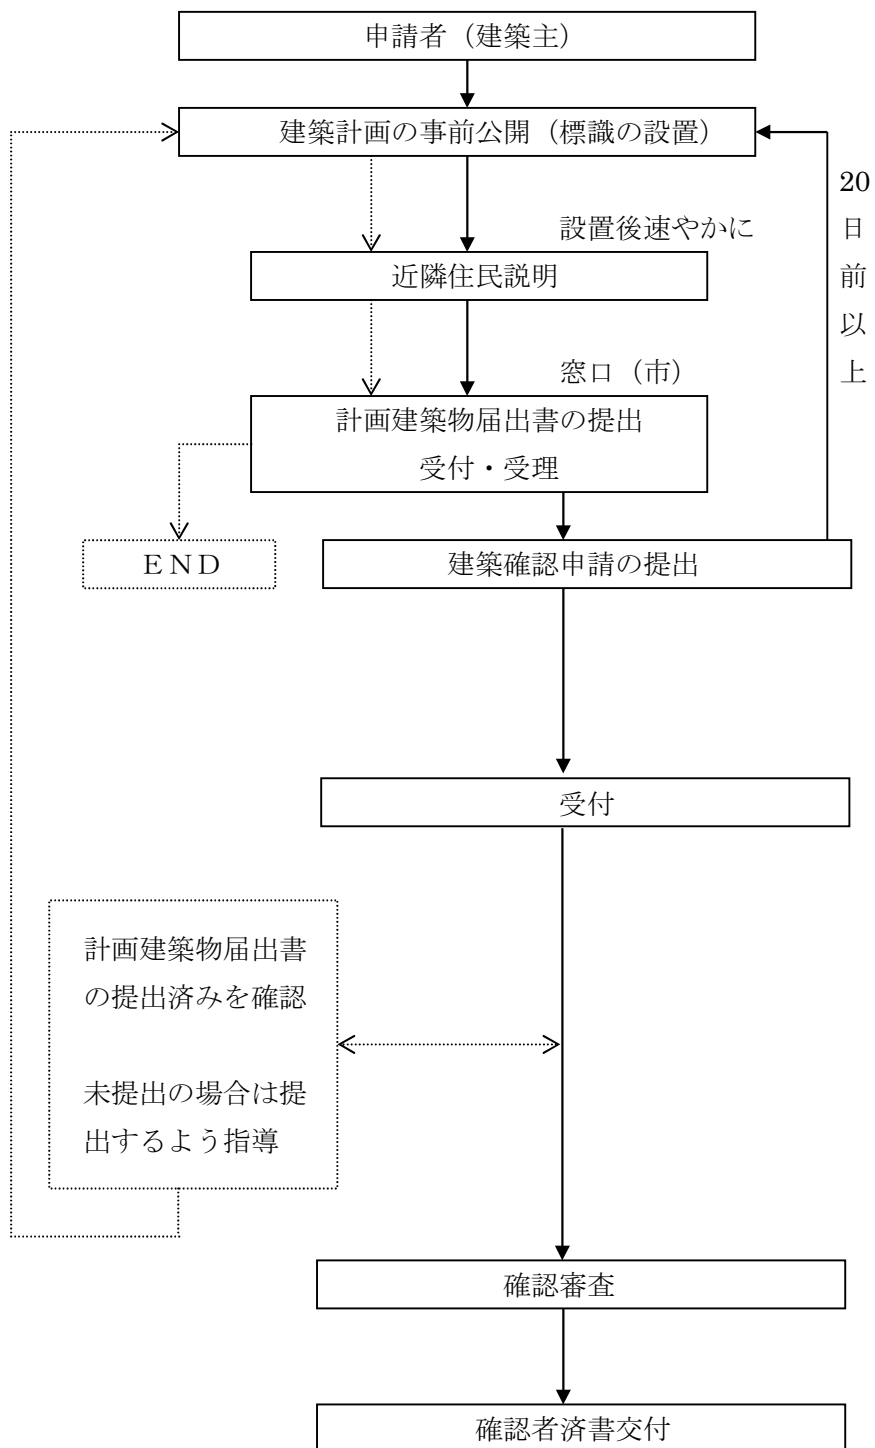 申請者（建築主）
建築計画の事前公開（標識の設置）
20日前以上
設置後速やかに
近隣住民説明
窓口（市）
計画建築物届出書の提出
受付・受理
ＥＮＤ
建築確認申請の提出
受付
計画建築物届出書
の提出済みを確認
未提出の場合は提
出するよう指導
確認審査
確認者済書交付